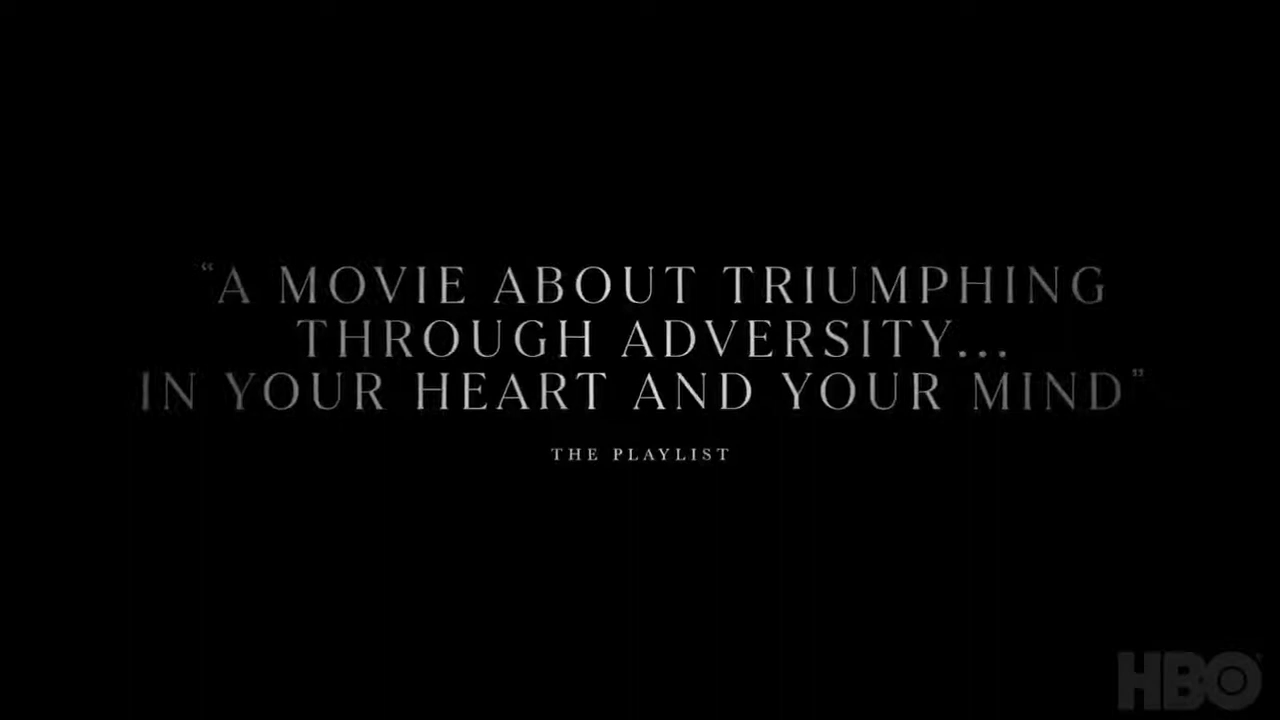 “A MOVIE ABOUT TRIUMPHING
THROUGH ADVERSITY...
IN YOUR HEART AND YOUR MIND”
THE PLAYLIST
HBO